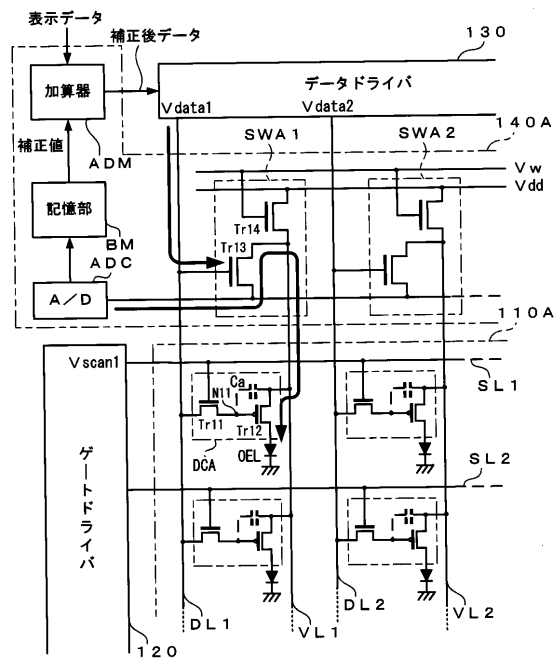 表示データ
補正後データ
130
加算器
データドライバ
Vdata1
Vdata2
ADM
SWA1
SWA2
140A
補正値
Vw
Vdd
記憶部
BM
Tr14
Tr13
ADC
A/D
110A
Vscan1
SL1
Ca
N11
Tr11
Tr12
DCA
OEL
SL2
ゲートドライバ
DL1
VL1
DL2
VL2
120